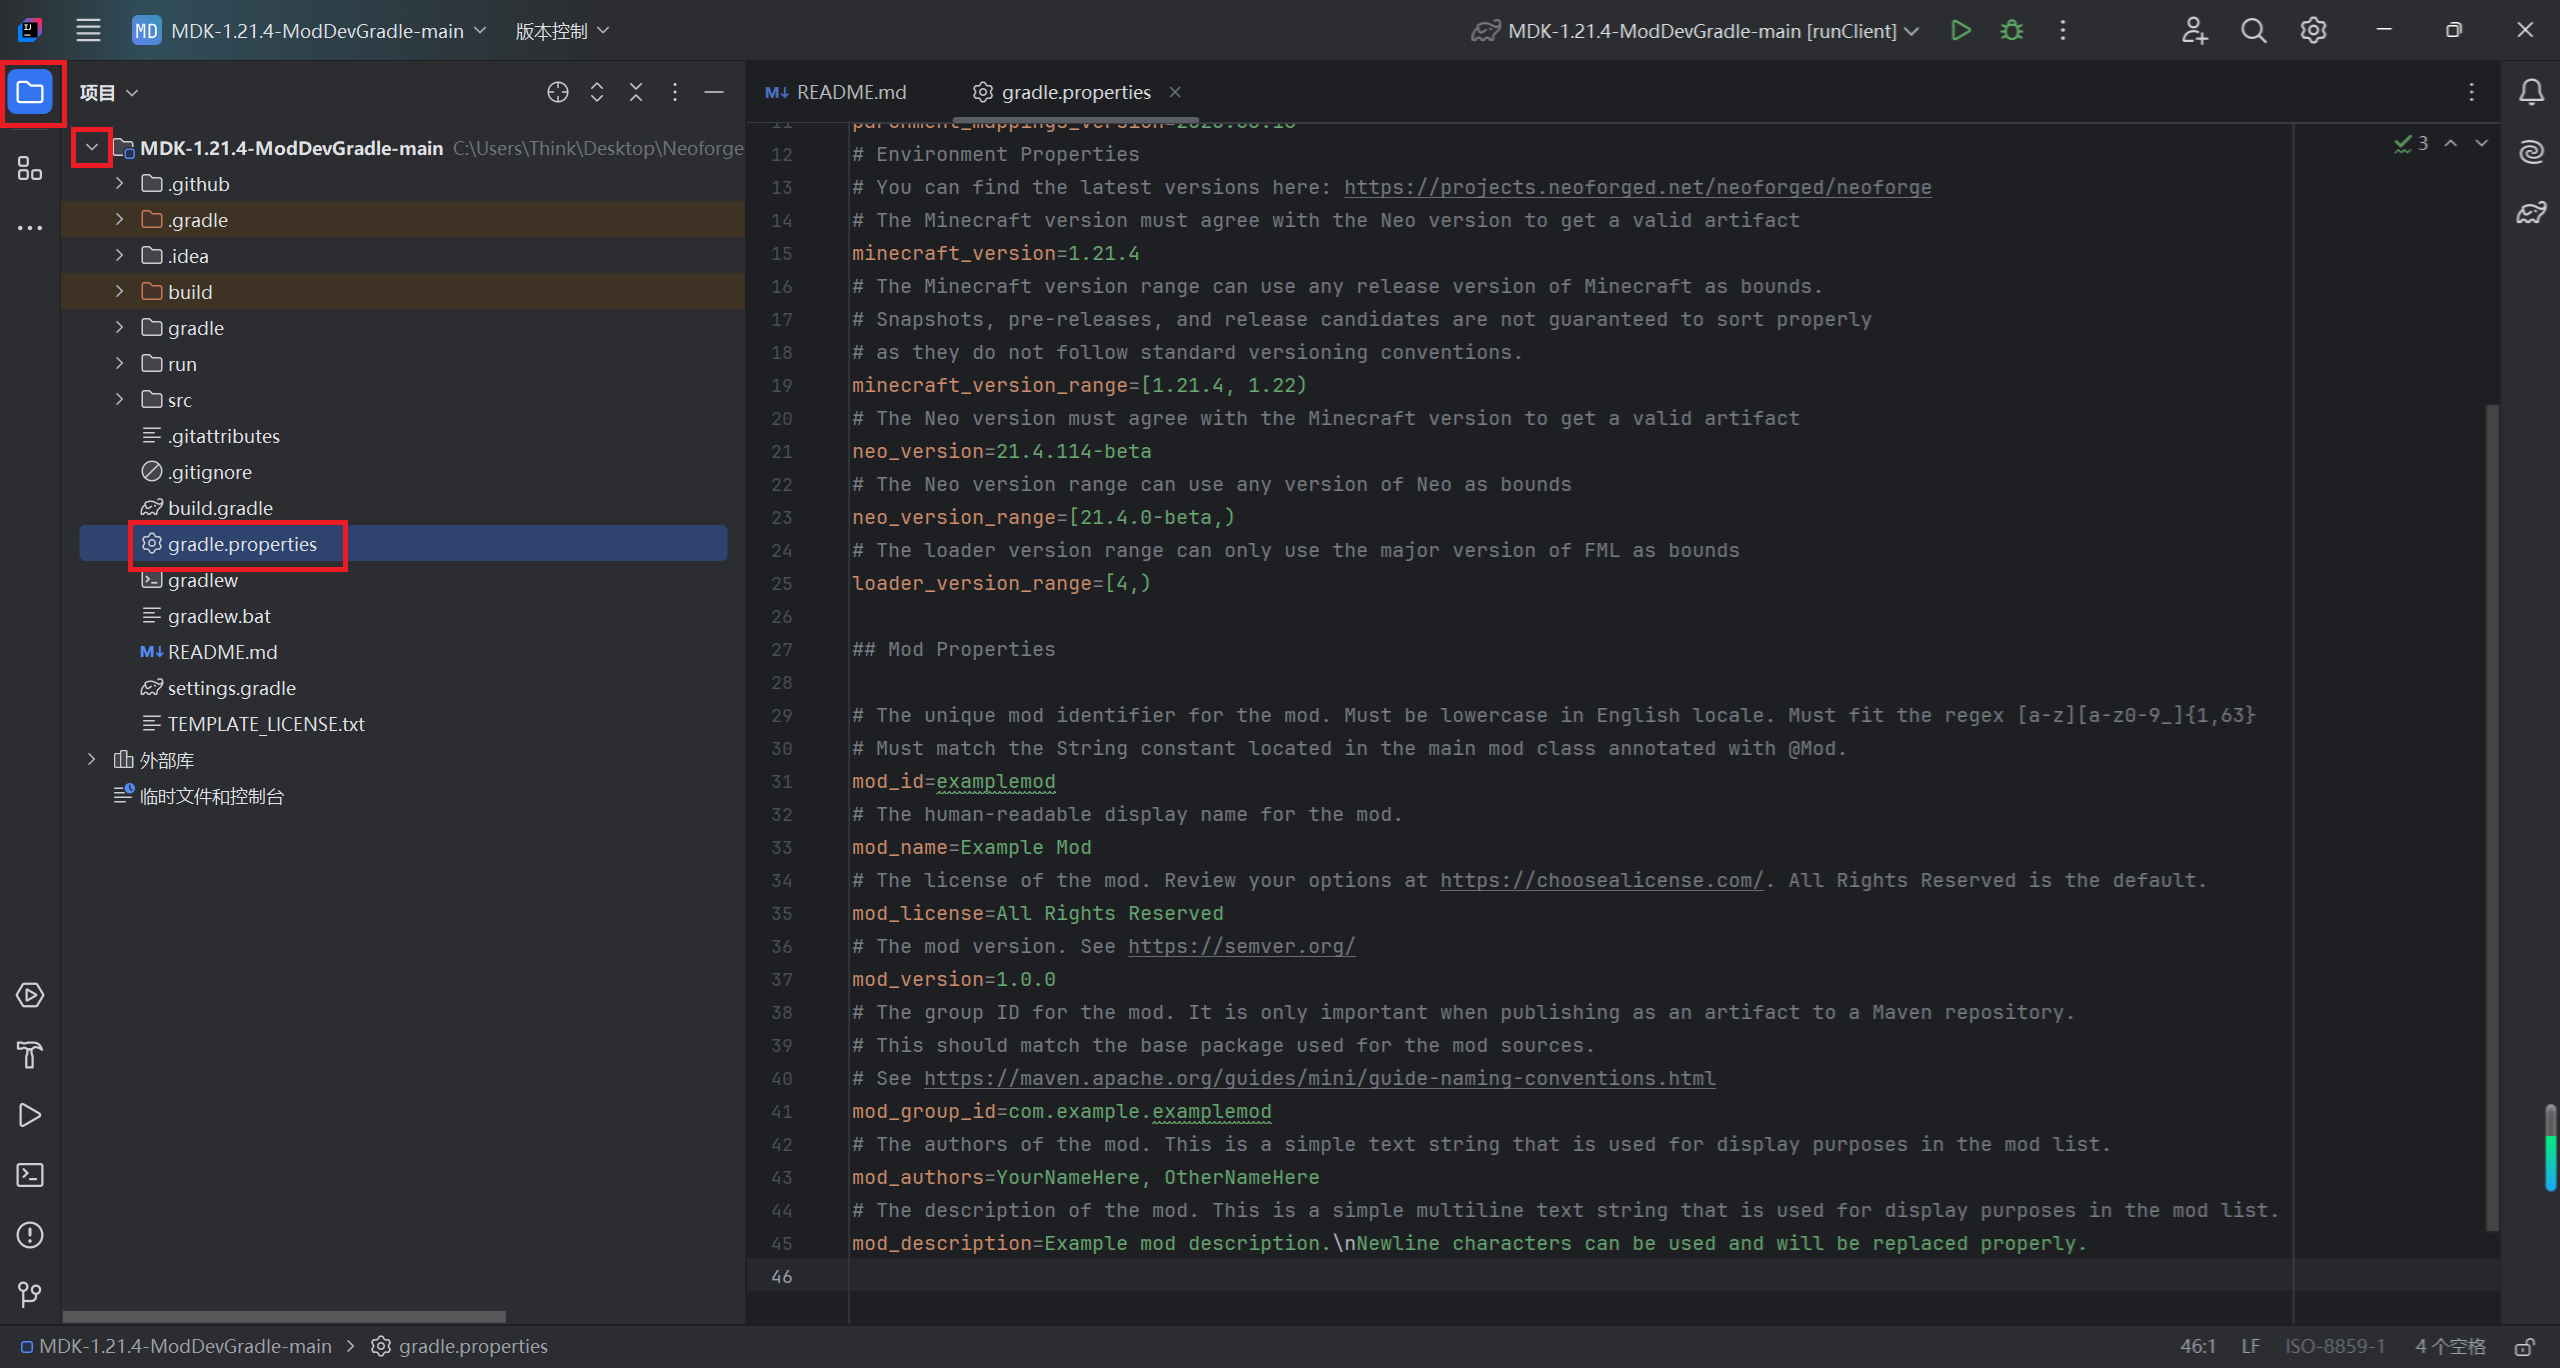 MD MDK-1.21.4-ModDevGradle-main 版本控制 MDK-1.21.4-ModDevGradle-main [runClient]
项目
MDK-1.21.4-ModDevGradle-main C:\Users\Think\Desktop\Neoforge
.github
.gradle
.idea
build
gradle
run
src
.gitattributes
.gitignore
build.gradle
gradle.properties
gradlew
gradlew.bat
M↓ README.md
settings.gradle
TEMPLATE_LICENSE.txt
外部库
临时文件和控制台
M↓ README.md gradle.properties
3
12 # Environment Properties
13 # You can find the latest versions here: https://projects.neoforged.net/neoforged/neoforge
14 # The Minecraft version must agree with the Neo version to get a valid artifact
15 minecraft_version=1.21.4
16 # The Minecraft version range can use any release version of Minecraft as bounds.
17 # Snapshots, pre-releases, and release candidates are not guaranteed to sort properly
18 # as they do not follow standard versioning conventions.
19 minecraft_version_range=[1.21.4, 1.22)
20 # The Neo version must agree with the Minecraft version to get a valid artifact
21 neo_version=21.4.114-beta
22 # The Neo version range can use any version of Neo as bounds
23 neo_version_range=[21.4.0-beta,)
24 # The loader version range can only use the major version of FML as bounds
25 loader_version_range=[4,)
26
27 ## Mod Properties
28
29 # The unique mod identifier for the mod. Must be lowercase in English locale. Must fit the regex [a-z][a-z0-9_]{1,63}
30 # Must match the String constant located in the main mod class annotated with @Mod.
31 mod_id=examplemod
32 # The human-readable display name for the mod.
33 mod_name=Example Mod
34 # The license of the mod. Review your options at https://choosealicense.com/. All Rights Reserved is the default.
35 mod_license=All Rights Reserved
36 # The mod version. See https://semver.org/
37 mod_version=1.0.0
38 # The group ID for the mod. It is only important when publishing as an artifact to a Maven repository.
39 # This should match the base package used for the mod sources.
40 # See https://maven.apache.org/guides/mini/guide-naming-conventions.html
41 mod_group_id=com.example.examplemod
42 # The authors of the mod. This is a simple text string that is used for display purposes in the mod list.
43 mod_authors=YourNameHere, OtherNameHere
44 # The description of the mod. This is a simple multiline text string that is used for display purposes in the mod list.
45 mod_description=Example mod description.\nNewline characters can be used and will be replaced properly.
46
MDK-1.21.4-ModDevGradle-main gradle.properties 46:1 LF ISO-8859-1 4 个空格